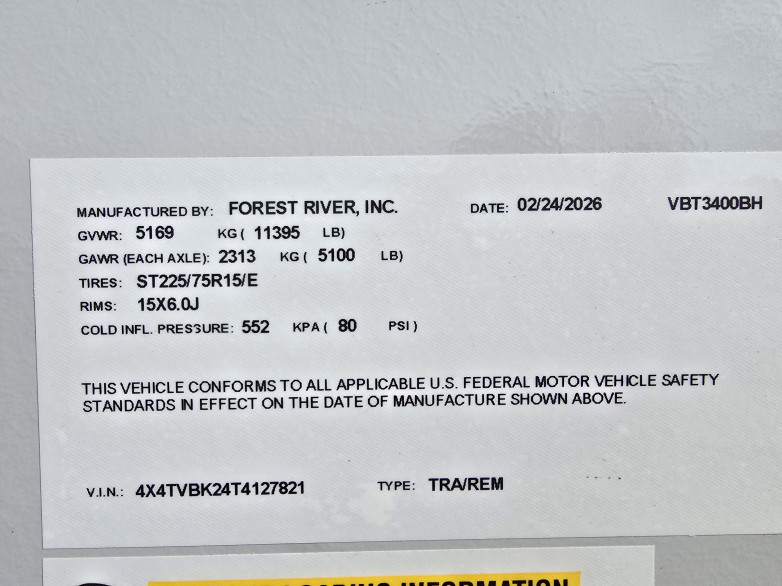 MANUFACTURED BY: FOREST RIVER, INC. DATE: 02/24/2026 VBT3400BH
GVWR: 5169 KG ( 11395 LB)
GAWR (EACH AXLE): 2313 KG ( 5100 LB)
TIRES: ST225/75R15/E
RIMS: 15X6.0J
COLD INFL. PRESSURE: 552 KPA ( 80 PSI )
THIS VEHICLE CONFORMS TO ALL APPLICABLE U.S. FEDERAL MOTOR VEHICLE SAFETY
STANDARDS IN EFFECT ON THE DATE OF MANUFACTURE SHOWN ABOVE.
V.I.N.: 4X4TVBK24T4127821 TYPE: TRA/REM
INFORMATION